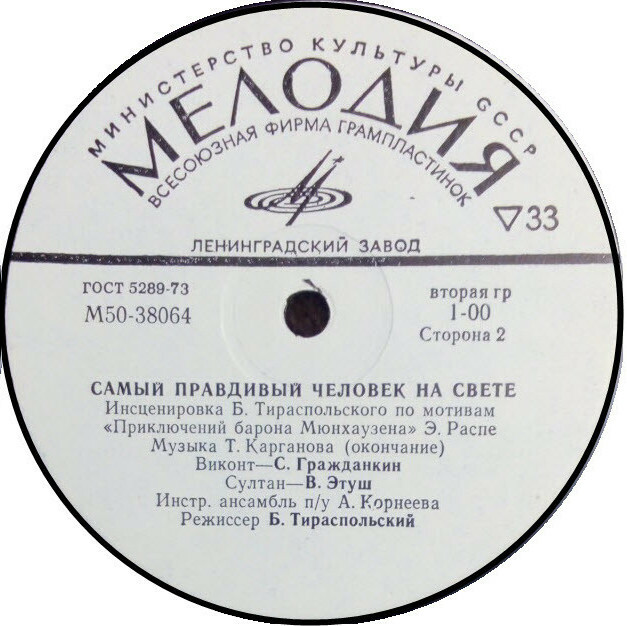 МИНИСТЕРСТВО КУЛЬТУРЫ СССР
МЕЛОДИЯ
ВСЕСОЮЗНАЯ ФИРМА ГРАМПЛАСТИНОК
▽33
ЛЕНИНГРАДСКИЙ ЗАВОД
ГОСТ 5289-73
М50-38064
вторая гр
1-00
Сторона 2
САМЫЙ ПРАВДИВЫЙ ЧЕЛОВЕК НА СВЕТЕ
Инсценировка Б. Тираспольского по мотивам
«Приключений барона Мюнхаузена» Э. Распе
Музыка Т. Карганова (окончание)
Виконт—С. Гражданкин
Султан—В. Этуш
Инстр. ансамбль п/у А. Корнеева
Режиссер Б. Тираспольский